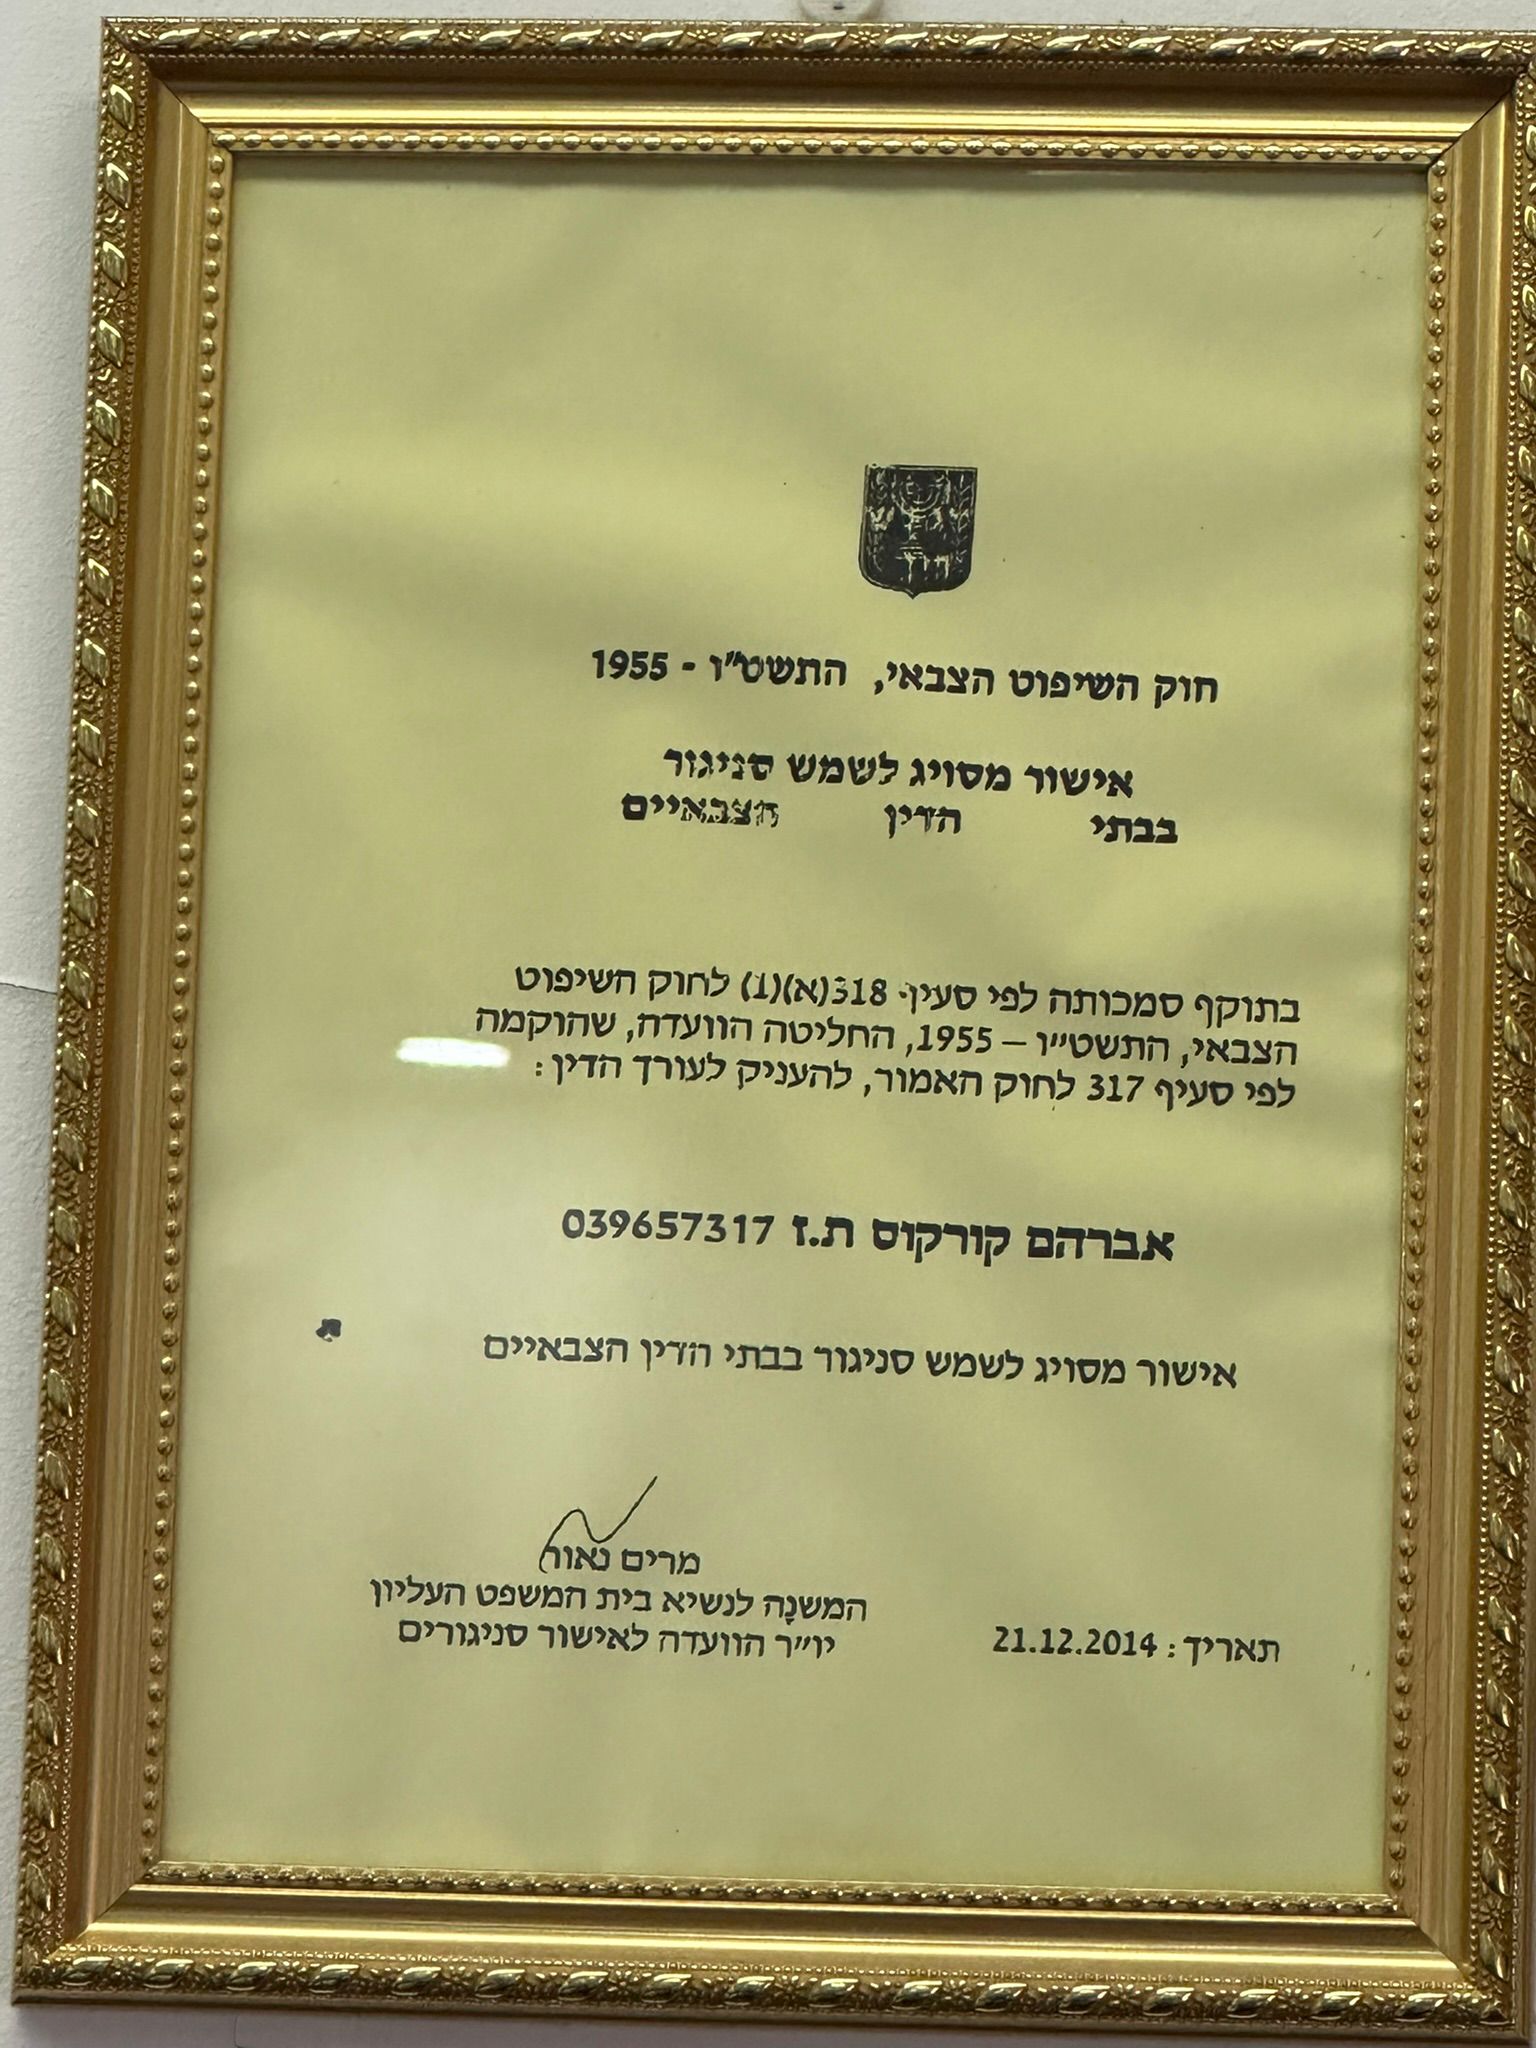 חוק השיפוט הצבאי, התשט"ו - 1955
אישור מסויג לשמש סניגור
בבתי הדין הצבאיים
בתוקף סמכותה לפי סעיף 318(א)(1) לחוק השיפוט
הצבאי, התשט"ו – 1955, החליטה הוועדה, שהוקמה
לפי סעיף 317 לחוק האמור, להעניק לעורך הדין:
אברהם קורקוס ת.ז 039657317
אישור מסויג לשמש סניגור בבתי הדין הצבאיים
מרים נאור
המשנָה לנשיא בית המשפט העליון
יו"ר הוועדה לאישור סניגורים
תאריך: 21.12.2014